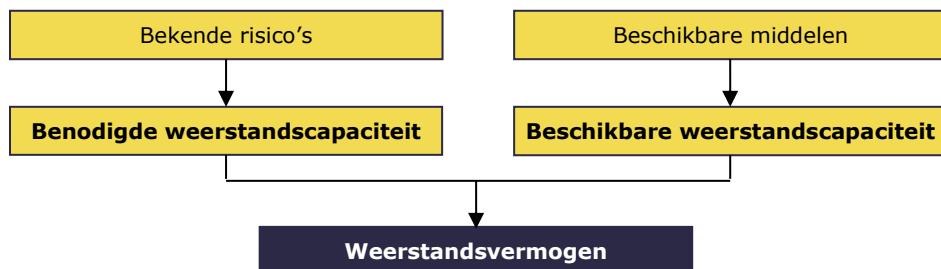 Bekende risico’s
Beschikbare middelen
Benodigde weerstandscapaciteit
Beschikbare weerstandscapaciteit
Weerstandsvermogen